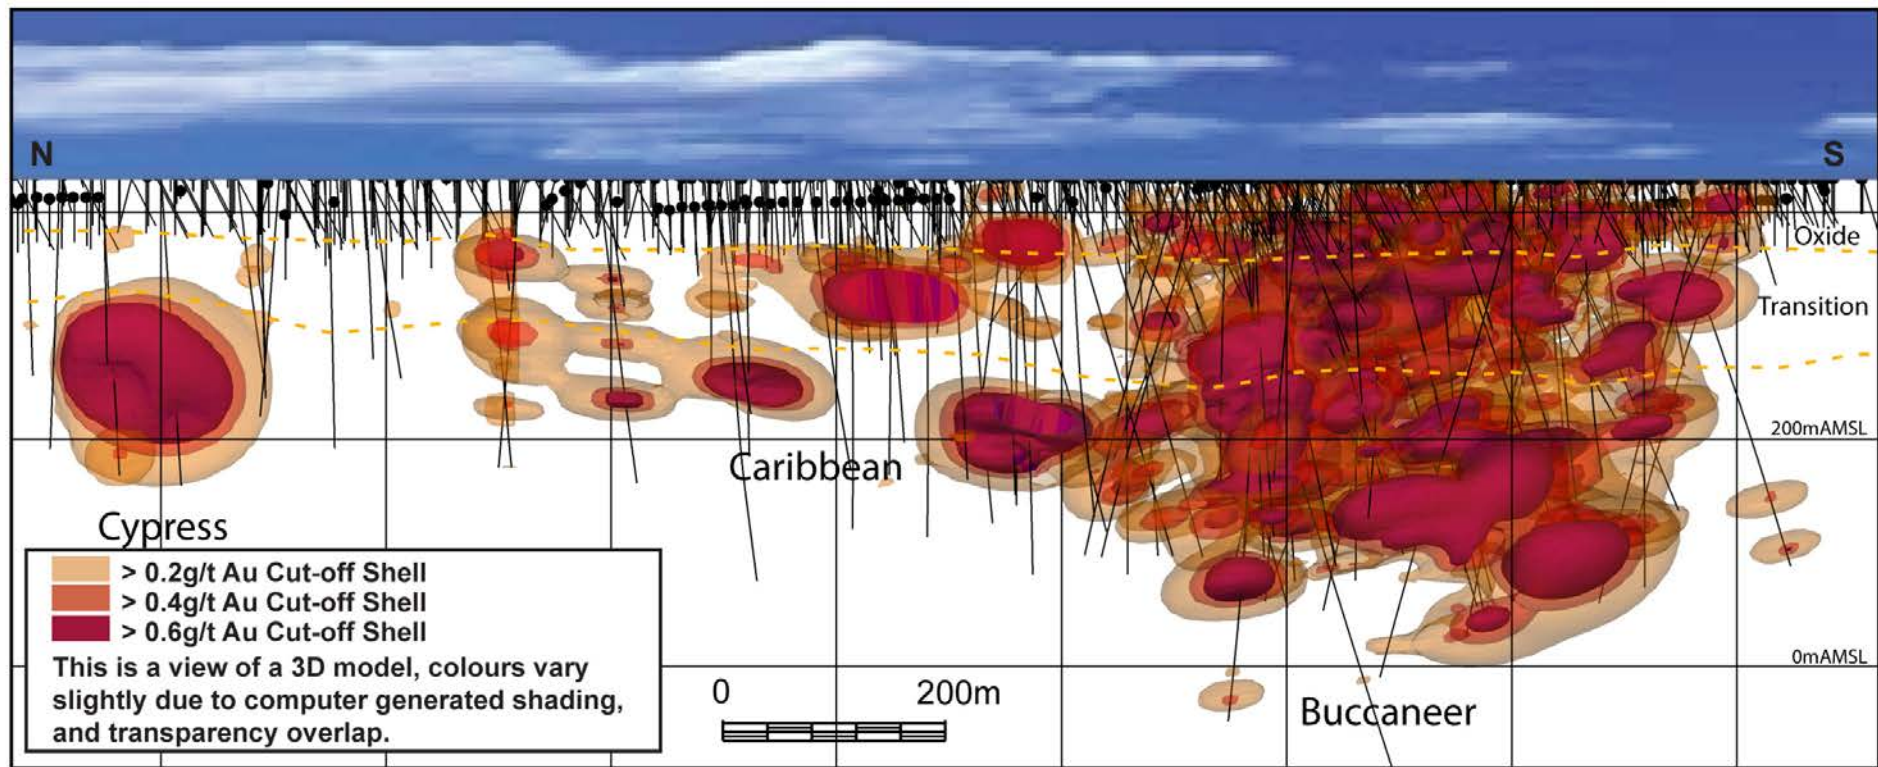 N
S
Oxide
Transition
200mAMSL
Caribbean
Cypress
> 0.2g/t Au Cut-off Shell
> 0.4g/t Au Cut-off Shell
> 0.6g/t Au Cut-off Shell
This is a view of a 3D model, colours vary
slightly due to computer generated shading,
and transparency overlap.
0mAMSL
0 200m
Buccaneer